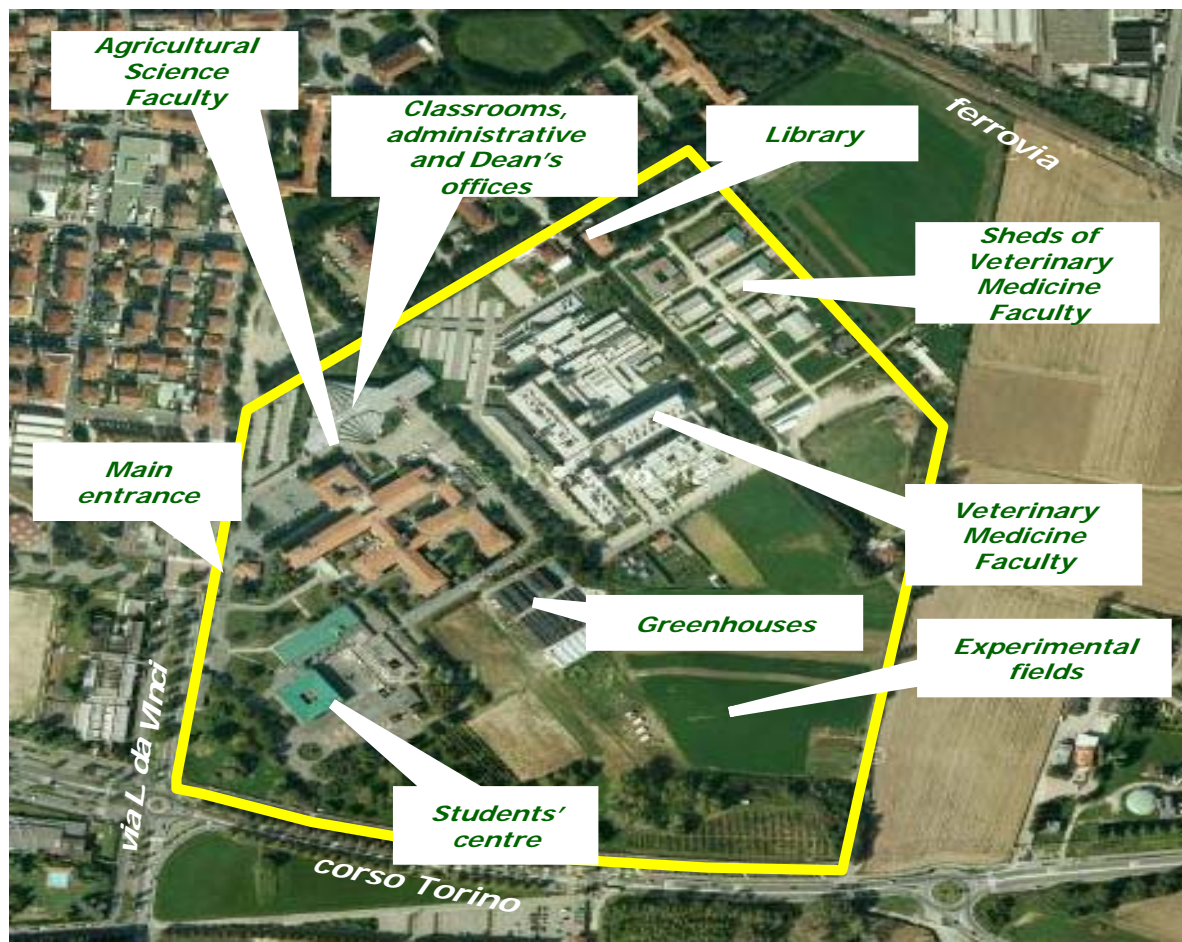 Agricultural
Science
Faculty
Classrooms,
administrative
and Dean's
offices
Library
ferrovia
Sheds of
Veterinary
Medicine
Faculty
Main
entrance
Veterinary
Medicine
Faculty
Greenhouses
Experimental
fields
via L. da Vinci
Students'
centre
corso Torino